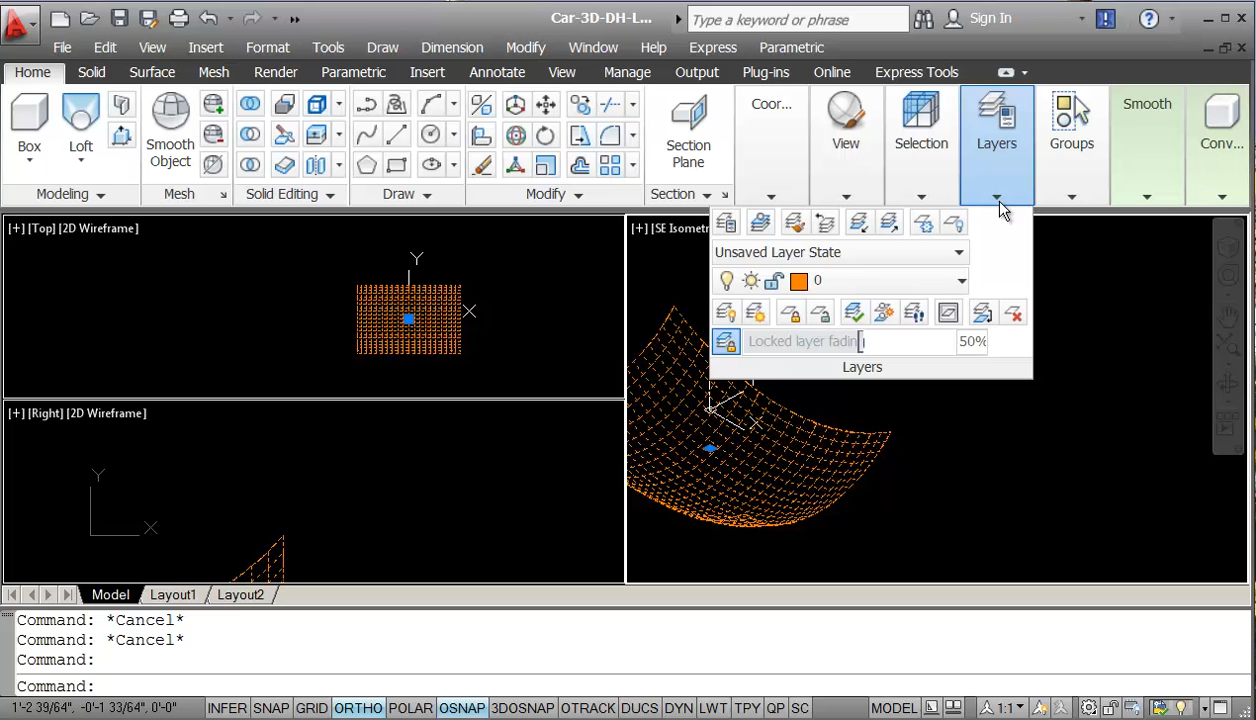 Car-3D-DH-L...
Type a keyword or phrase
Sign In
File Edit View Insert Format Tools Draw Dimension Modify Window Help Express Parametric
Home Solid Surface Mesh Render Parametric Insert Annotate View Manage Output Plug-ins Online Express Tools
Box
Loft
Smooth
Object
Section
Plane
Coor...
View
Selection
Layers
Groups
Smooth
Conv...
Modeling
Mesh
Solid Editing
Draw
Modify
Section
[+] [Top] [2D Wireframe]
Y
X
[+] [SE Isomet
Unsaved Layer State
0
Locked layer fadin
50%
Layers
X
[+] [Right] [2D Wireframe]
Y
X
Model Layout1 Layout2
Command: *Cancel*
Command: *Cancel*
Command:
Command:
1'-2 39/64", -0'-1 33/64", 0'-0" INFER SNAP GRID ORTHO POLAR OSNAP 3DOSNAP OTRACK DUCS DYN LWT TPY QP SC MODEL 1:1